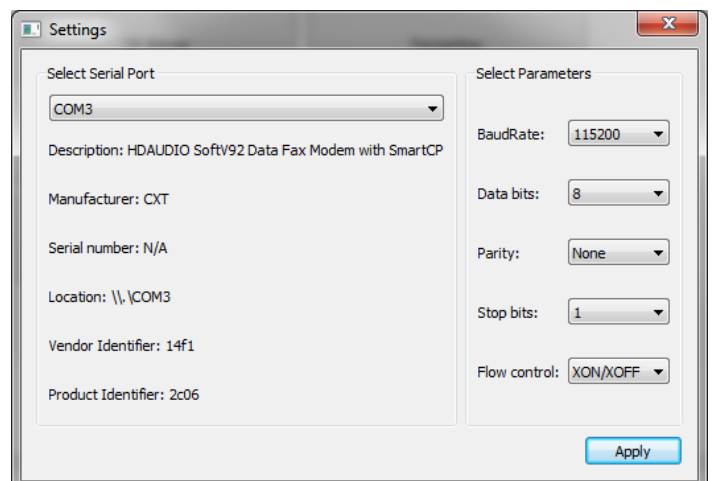 Settings
Select Serial Port
COM3
Description: HDAUDIO SoftV92 Data Fax Modem with SmartCP
Manufacturer: CXT
Serial number: N/A
Location: \\.\COM3
Vendor Identifier: 14f1
Product Identifier: 2c06
Select Parameters
BaudRate: 115200
Data bits: 8
Parity: None
Stop bits: 1
Flow control: XON/XOFF
Apply